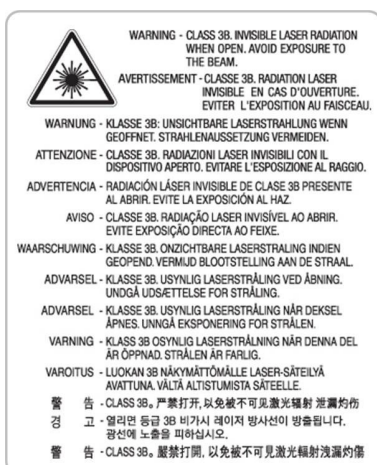 WARNING - CLASS 3B. INVISIBLE LASER RADIATION
WHEN OPEN. AVOID EXPOSURE TO
THE BEAM.
AVERTISSEMENT - CLASSE 3B. RADIATION LASER
INVISIBLE EN CAS D'OUVERTURE.
EVITER L'EXPOSITION AU FAISCEAU.
WARNUNG - KLASSE 3B: UNSICHTBARE LASERSTRAHLUNG WENN
GEOFFNET. STRAHLENAUSSETZUNG VERMEIDEN.
ATTENZIONE - CLASSE 3B. RADIAZIONI LASER INVISIBILI CON IL
DISPOSITIVO APERTO. EVITARE L'ESPOSIZIONE AL RAGGIO.
ADVERTENCIA - RADIACIÓN LÁSER INVISIBLE DE CLASE 3B PRESENTE
AL ABRIR. EVITE LA EXPOSICIÓN AL HAZ.
AVISO - CLASSE 3B. RADIAÇÃO LASER INVISÍVEL AO ABRIR.
EVITE EXPOSIÇÃO DIRECTA AO FEIXE.
WAARSCHUWING - KLASSE 3B. ONZICHTBARE LASERSTRALING INDIEN
GEOPEND. VERMIJD BLOOTSTELLING AAN DE STRAAL.
ADVARSEL - KLASSE 3B. USYNLIG LASERSTRÅLING VED ÅBNING.
UNDGÅ UDSÆTTELSE FOR STRÅLING.
ADVARSEL - KLASSE 3B. USYNLIG LASERSTRÅLING NÅR DEKSEL
ÅPNES. UNNGÅ EKSPONERING FOR STRÅLEN.
VARNING - KLASS 3B OSYNLIG LASERSTRÅLNING NÄR DENNA DEL
ÄR ÖPPNAD. STRÅLEN ÄR FARLIG.
VAROITUS - LUOKAN 3B NÄKYMÄTTÖMÄLLE LASER-SÄTEILYÄ
AVATTUNA. VÄLTÄ ALTISTUMISTA SÄTEELLE.
警 告 - CLASS 3B。严禁打开,以免被不可见激光辐射 泄漏灼伤
경 고 - 열리면 등급 3B 비가시 레이저 방사선이 방출됩니다.
광선에 노출을 피하십시오.
警 告 - CLASS 3B。嚴禁打開,以免被不可見激光輻射洩漏灼傷